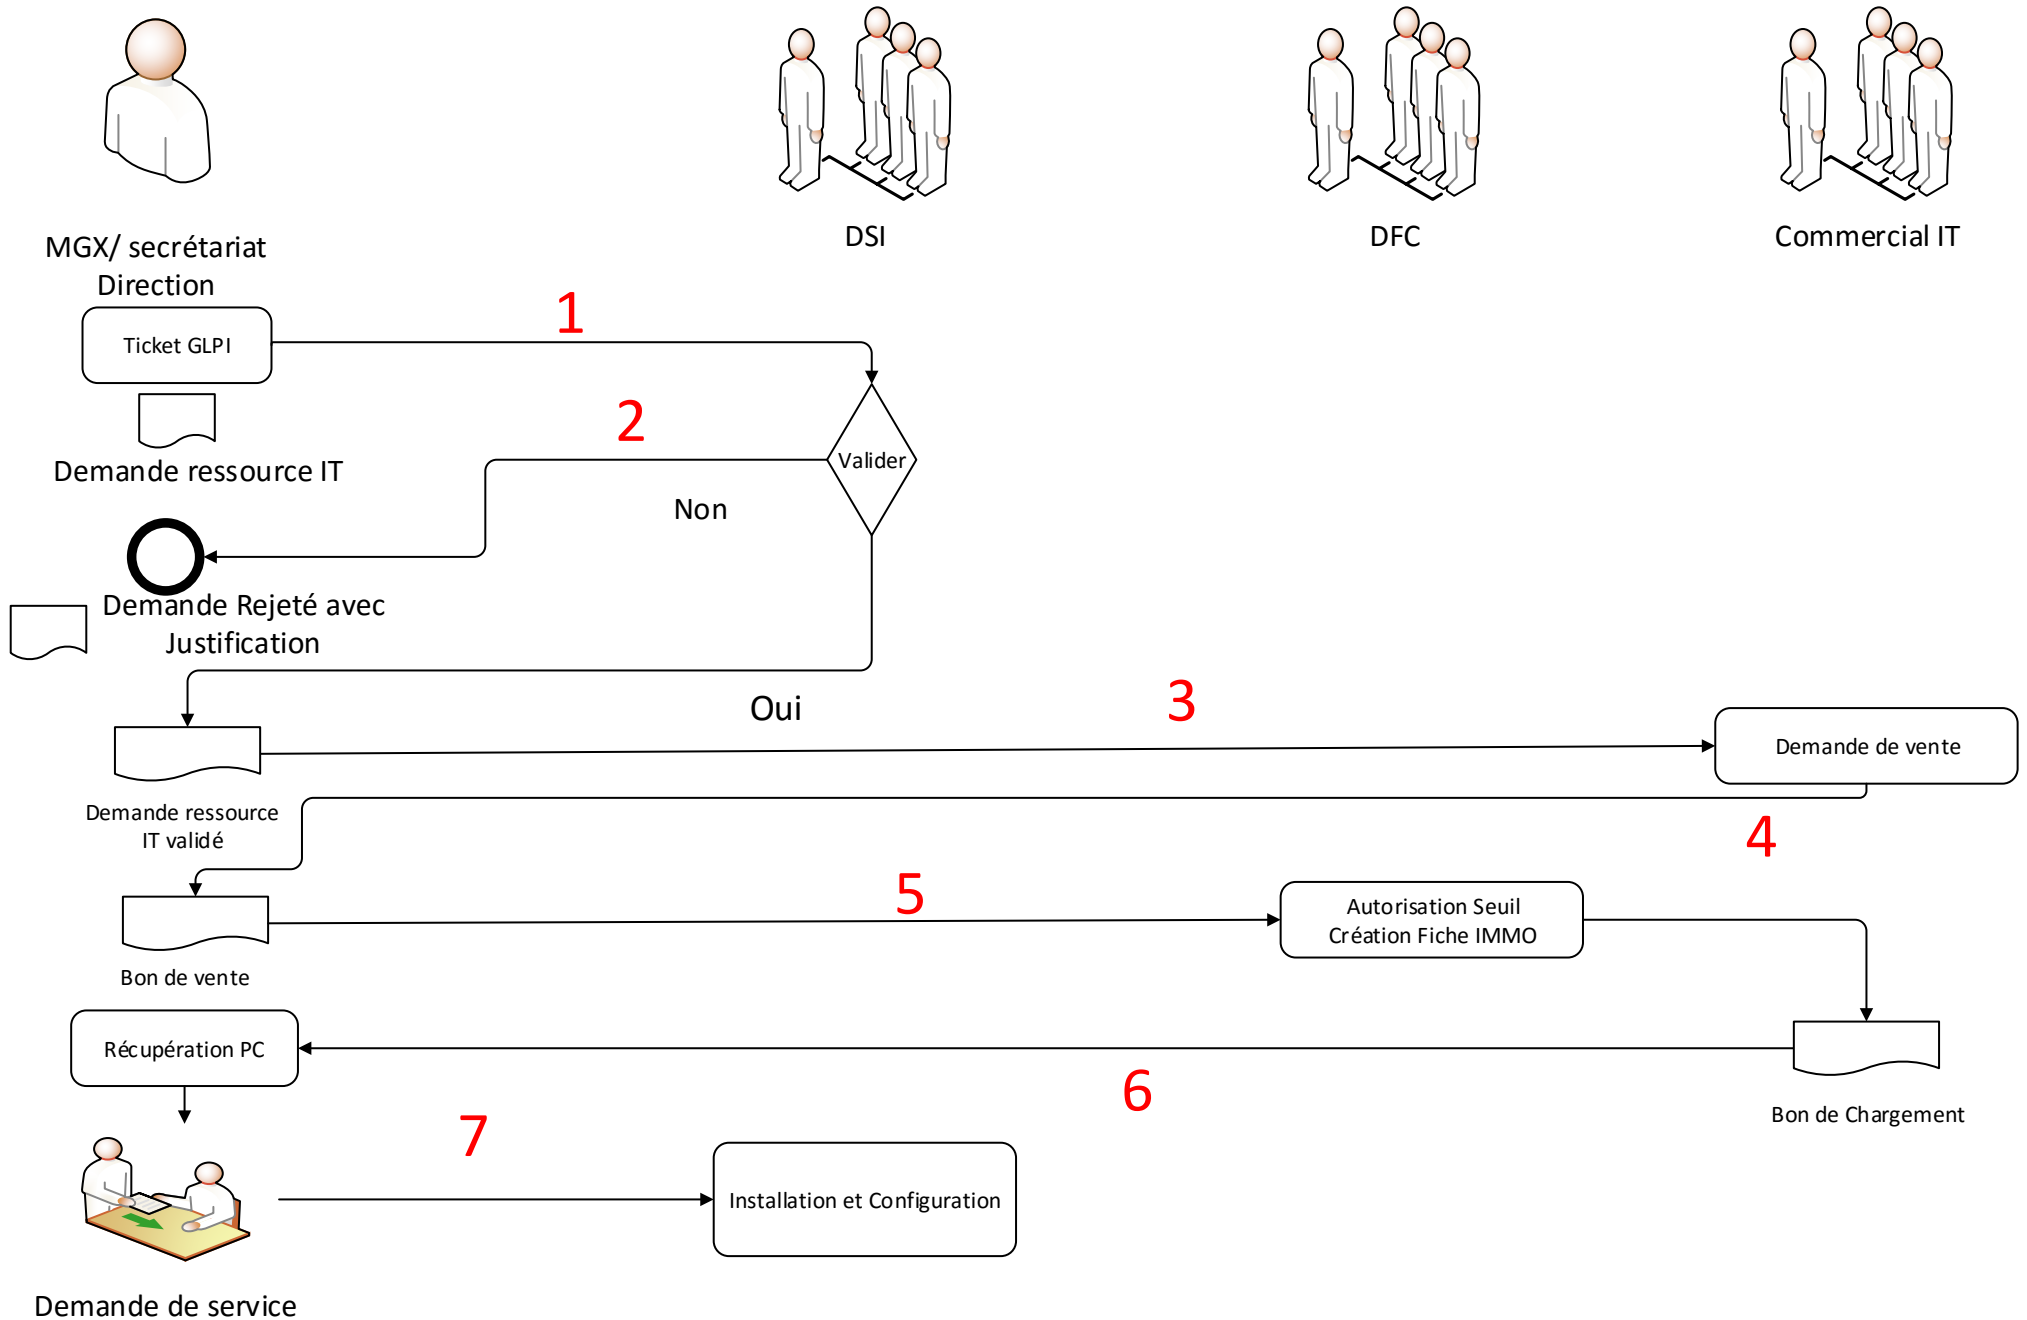 MGX/ secrétariat
Direction
DSI
DFC
Commercial IT
Ticket GLPI
1
Demande ressource IT
2
Valider
Non
Demande Rejeté avec
Justification
Oui
3
Demande de vente
Demande ressource
IT validé
4
5
Autorisation Seuil
Création Fiche IMMO
Bon de vente
Récupération PC
6
Bon de Chargement
7
Installation et Configuration
Demande de service